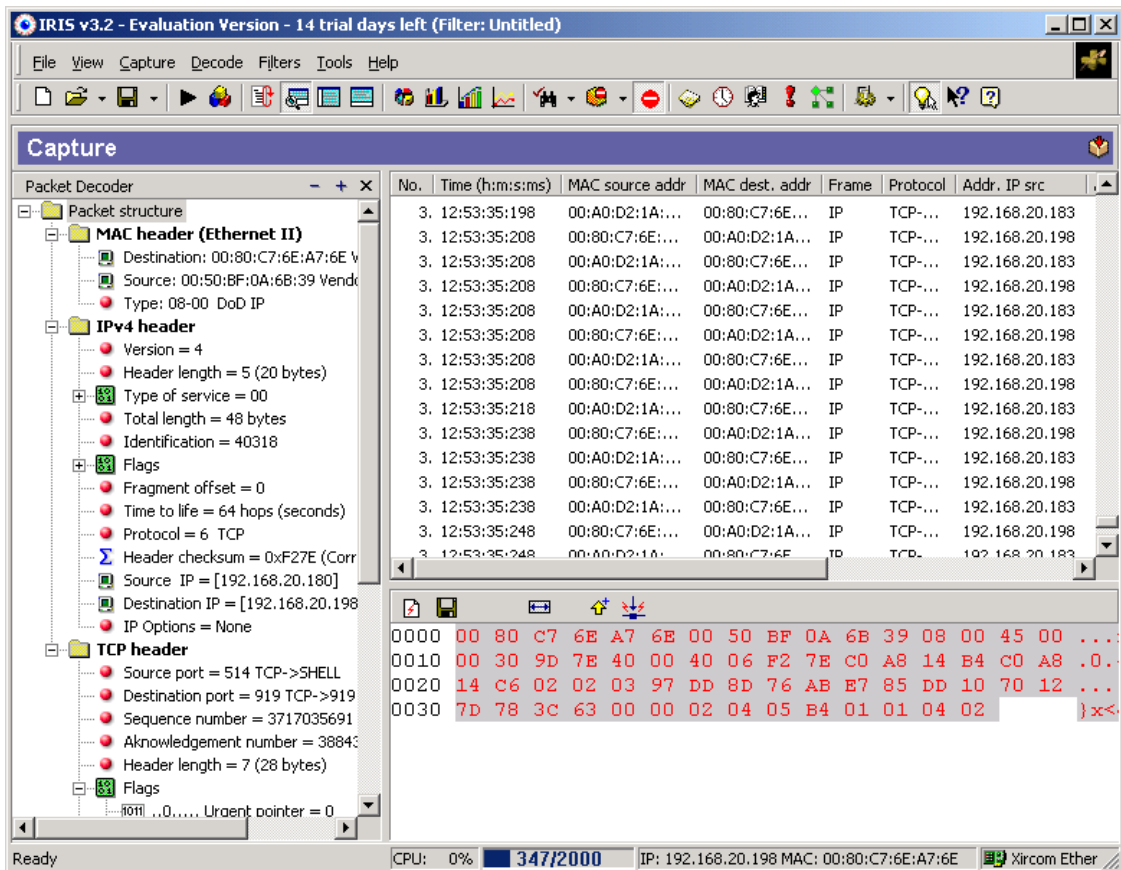 IRIS v3.2 - Evaluation Version - 14 trial days left (Filter: Untitled)
File View Capture Decode Filters Tools Help
Capture
Packet Decoder
Packet structure
MAC header (Ethernet II)
Destination: 00:80:C7:6E:A7:6E V
Source: 00:50:BF:0A:6B:39 Vendo
Type: 08-00 DoD IP
IPv4 header
Version = 4
Header length = 5 (20 bytes)
Type of service = 00
Total length = 48 bytes
Identification = 40318
Flags
Fragment offset = 0
Time to life = 64 hops (seconds)
Protocol = 6 TCP
Header checksum = 0xF27E (Corr
Source IP = [192.168.20.180]
Destination IP = [192.168.20.198
IP Options = None
TCP header
Source port = 514 TCP->SHELL
Destination port = 919 TCP->919
Sequence number = 3717035691
Aknowledgement number = 38843
Header length = 7 (28 bytes)
Flags
1011 ..0..... Urgent pointer = 0
No. Time (h:m:s:ms) MAC source addr MAC dest. addr Frame Protocol Addr. IP src
3. 12:53:35:198 00:A0:D2:1A:... 00:80:C7:6E... IP TCP-... 192.168.20.183
3. 12:53:35:208 00:80:C7:6E:... 00:A0:D2:1A... IP TCP-... 192.168.20.198
3. 12:53:35:208 00:A0:D2:1A:... 00:80:C7:6E... IP TCP-... 192.168.20.183
3. 12:53:35:208 00:80:C7:6E:... 00:A0:D2:1A... IP TCP-... 192.168.20.198
3. 12:53:35:208 00:A0:D2:1A:... 00:80:C7:6E... IP TCP-... 192.168.20.183
3. 12:53:35:208 00:80:C7:6E:... 00:A0:D2:1A... IP TCP-... 192.168.20.198
3. 12:53:35:208 00:A0:D2:1A:... 00:80:C7:6E... IP TCP-... 192.168.20.183
3. 12:53:35:208 00:80:C7:6E:... 00:A0:D2:1A... IP TCP-... 192.168.20.198
3. 12:53:35:218 00:A0:D2:1A:... 00:80:C7:6E... IP TCP-... 192.168.20.183
3. 12:53:35:238 00:80:C7:6E:... 00:A0:D2:1A... IP TCP-... 192.168.20.198
3. 12:53:35:238 00:A0:D2:1A:... 00:80:C7:6E... IP TCP-... 192.168.20.183
3. 12:53:35:238 00:80:C7:6E:... 00:A0:D2:1A... IP TCP-... 192.168.20.198
3. 12:53:35:238 00:A0:D2:1A:... 00:80:C7:6E... IP TCP-... 192.168.20.183
3. 12:53:35:248 00:80:C7:6E:... 00:A0:D2:1A... IP TCP-... 192.168.20.198
3. 12:53:35:248 00:A0:D2:1A: 00:80:C7:6E IP TCP- 192.168.20.183
0000 00 80 C7 6E A7 6E 00 50 BF 0A 6B 39 08 00 45 00 ...
0010 00 30 9D 7E 40 00 40 06 F2 7E C0 A8 14 B4 C0 A8 .0.
0020 14 C6 02 02 03 97 DD 8D 76 AB E7 85 DD 10 70 12 ...
0030 7D 78 3C 63 00 00 02 04 05 B4 01 01 04 02 }x<
Ready CPU: 0% 347/2000 IP: 192.168.20.198 MAC: 00:80:C7:6E:A7:6E Xircom Ether